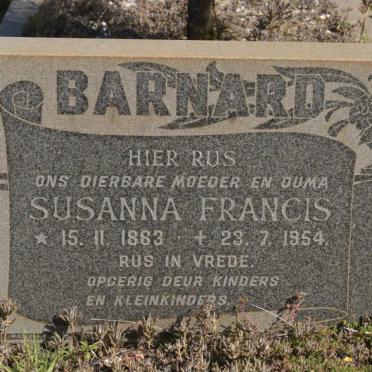 BARNARD
HIER RUS
ONS DIERBARE MOEDER EN OUMA
SUSANNA FRANCIS
* 15. 11. 1863 + 23. 7. 1954.
RUS IN VREDE.
OPGERIG DEUR KINDERS
EN KLEINKINDERS.